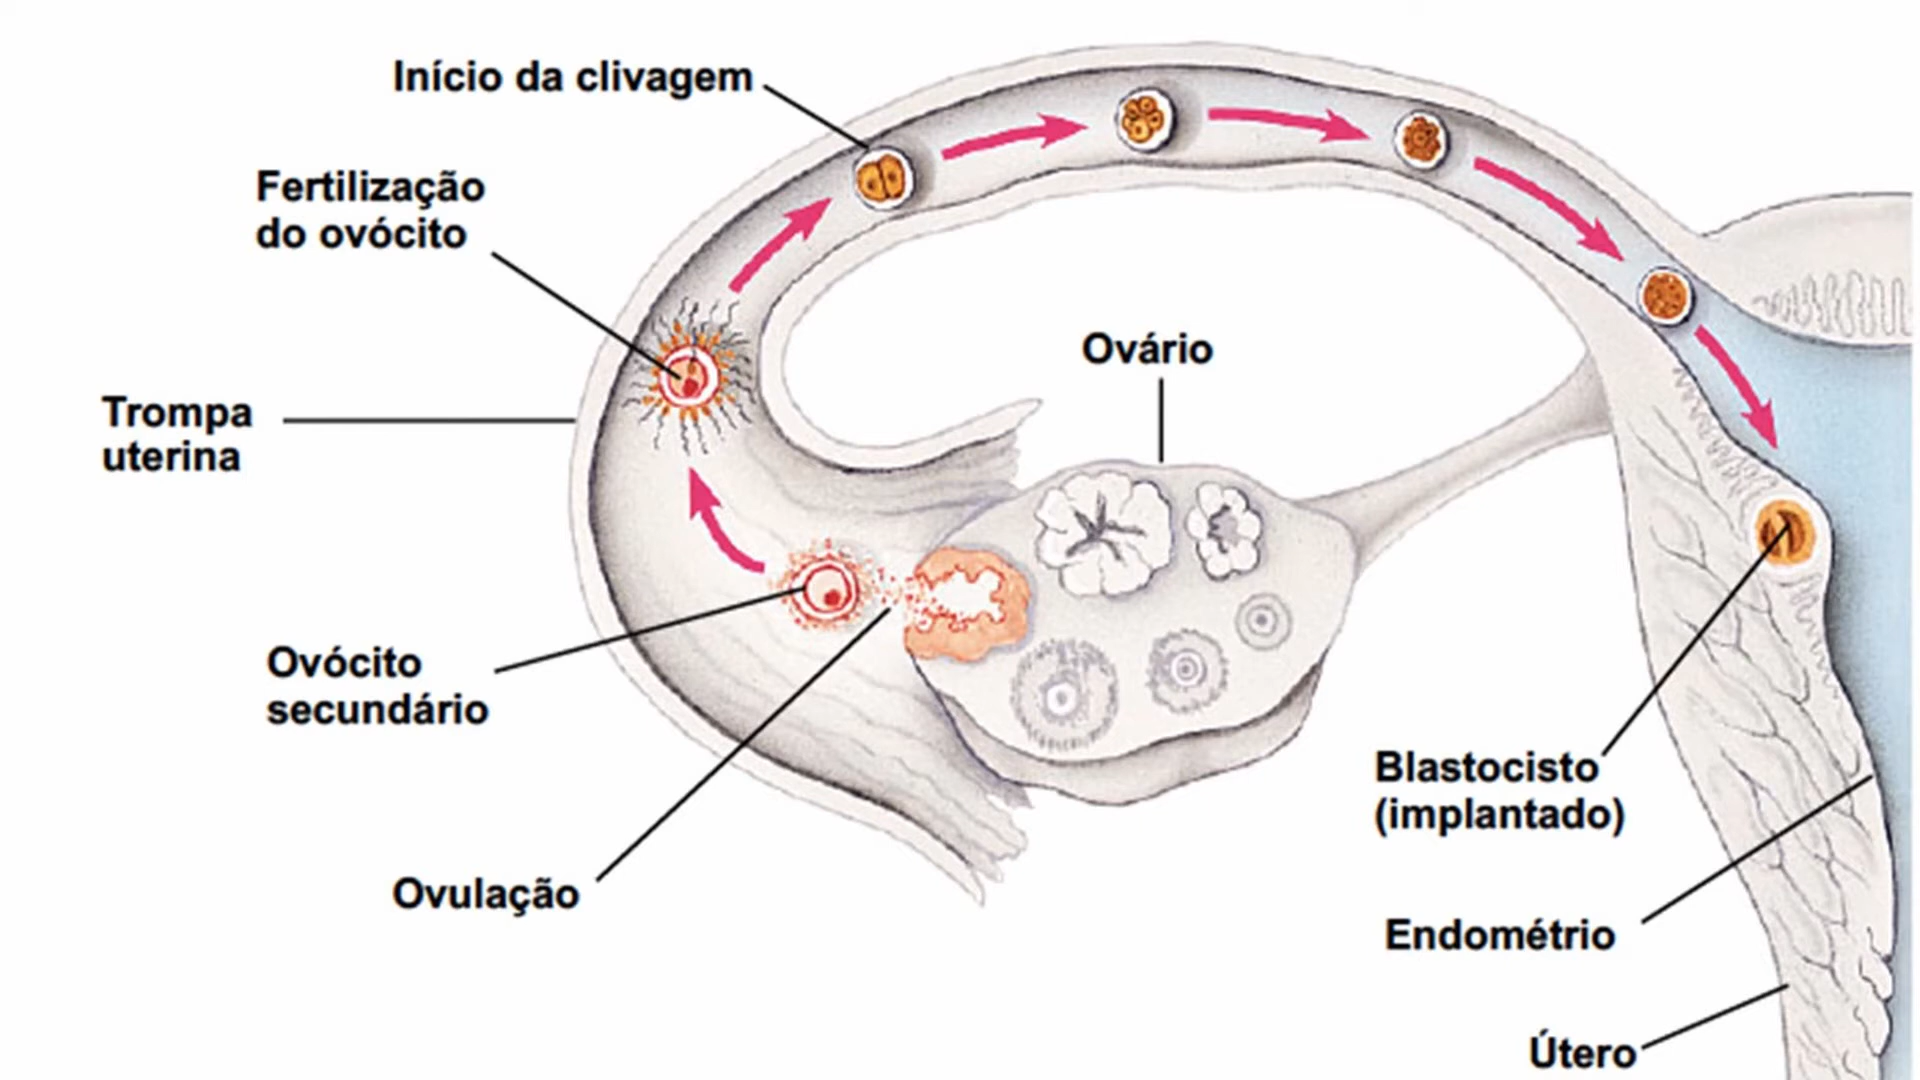 Início da clivagem
Fertilização
do ovócito
Ovário
Trompa
uterina
Ovócito
secundário
Ovulação
Blastocisto
(implantado)
Endométrio
Útero